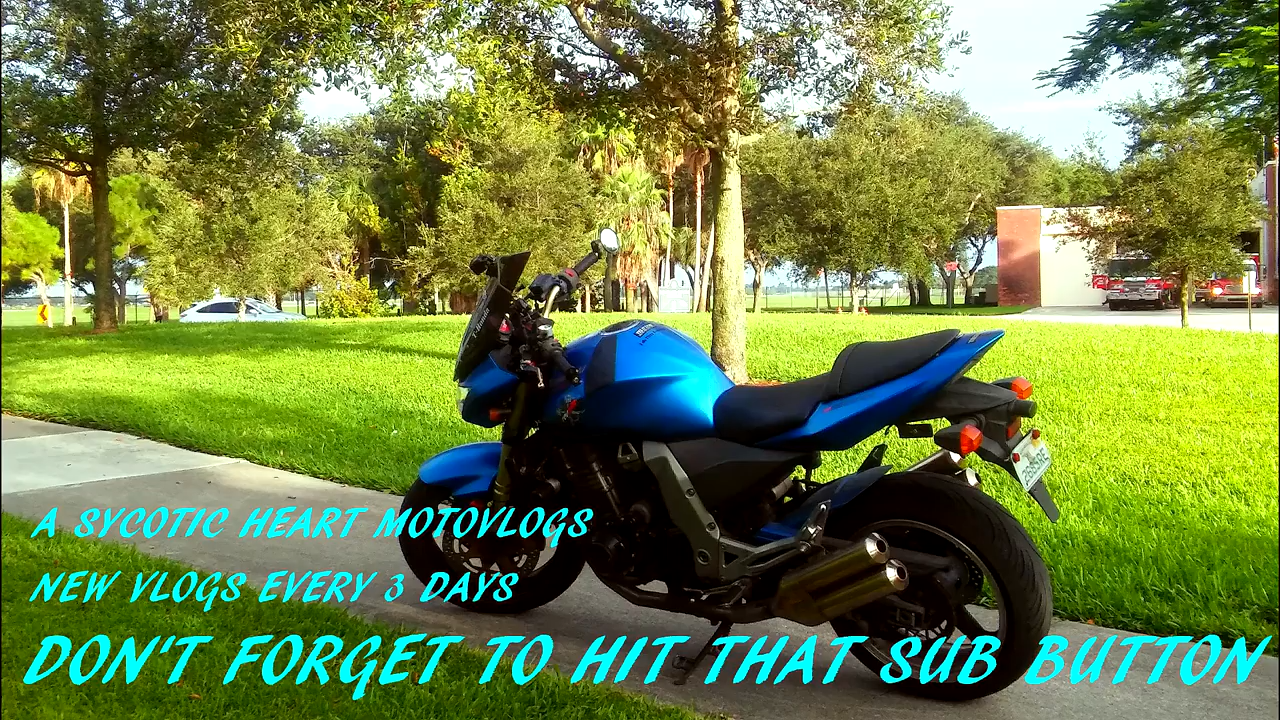 A SYCOTIC HEART MOTOVLOGS
NEW VLOGS EVERY 3 DAYS
DON'T FORGET TO HIT THAT SUB BUTTON